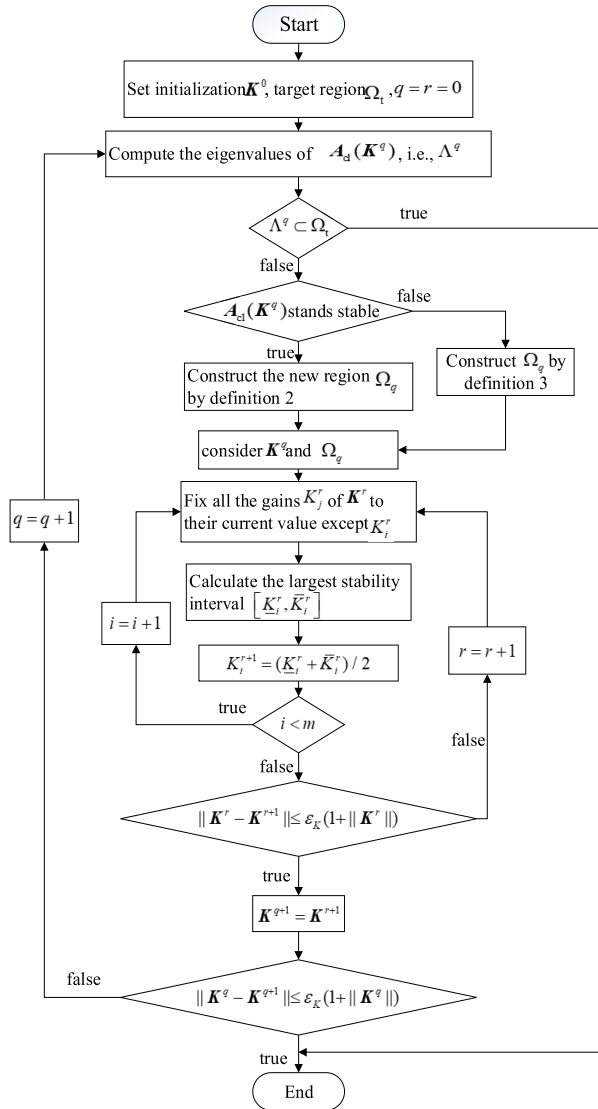 Start
Set initialization K⁰, target region Ω_t, q = r = 0
Compute the eigenvalues of A_cl(K^q), i.e., Λ^q
Λ^q ⊂ Ω_t
true
false
A_cl(K^q) stands stable
false
true
Construct the new region Ω_q
by definition 2
Construct Ω_q by
definition 3
consider K^q and Ω_q
Fix all the gains K_j^r of K^r to
their current value except K_i^r
q = q+1
Calculate the largest stability
interval [K̲_i^r, K̄_i^r]
i = i+1
K_i^{r+1} = (K̲_i^r + K̄_i^r) / 2
r = r+1
true
i < m
false
false
|| K^r − K^{r+1} || ≤ ε_K(1+ || K^r ||)
true
K^{q+1} = K^{r+1}
false
|| K^q − K^{q+1} || ≤ ε_K(1+ || K^q ||)
true
End